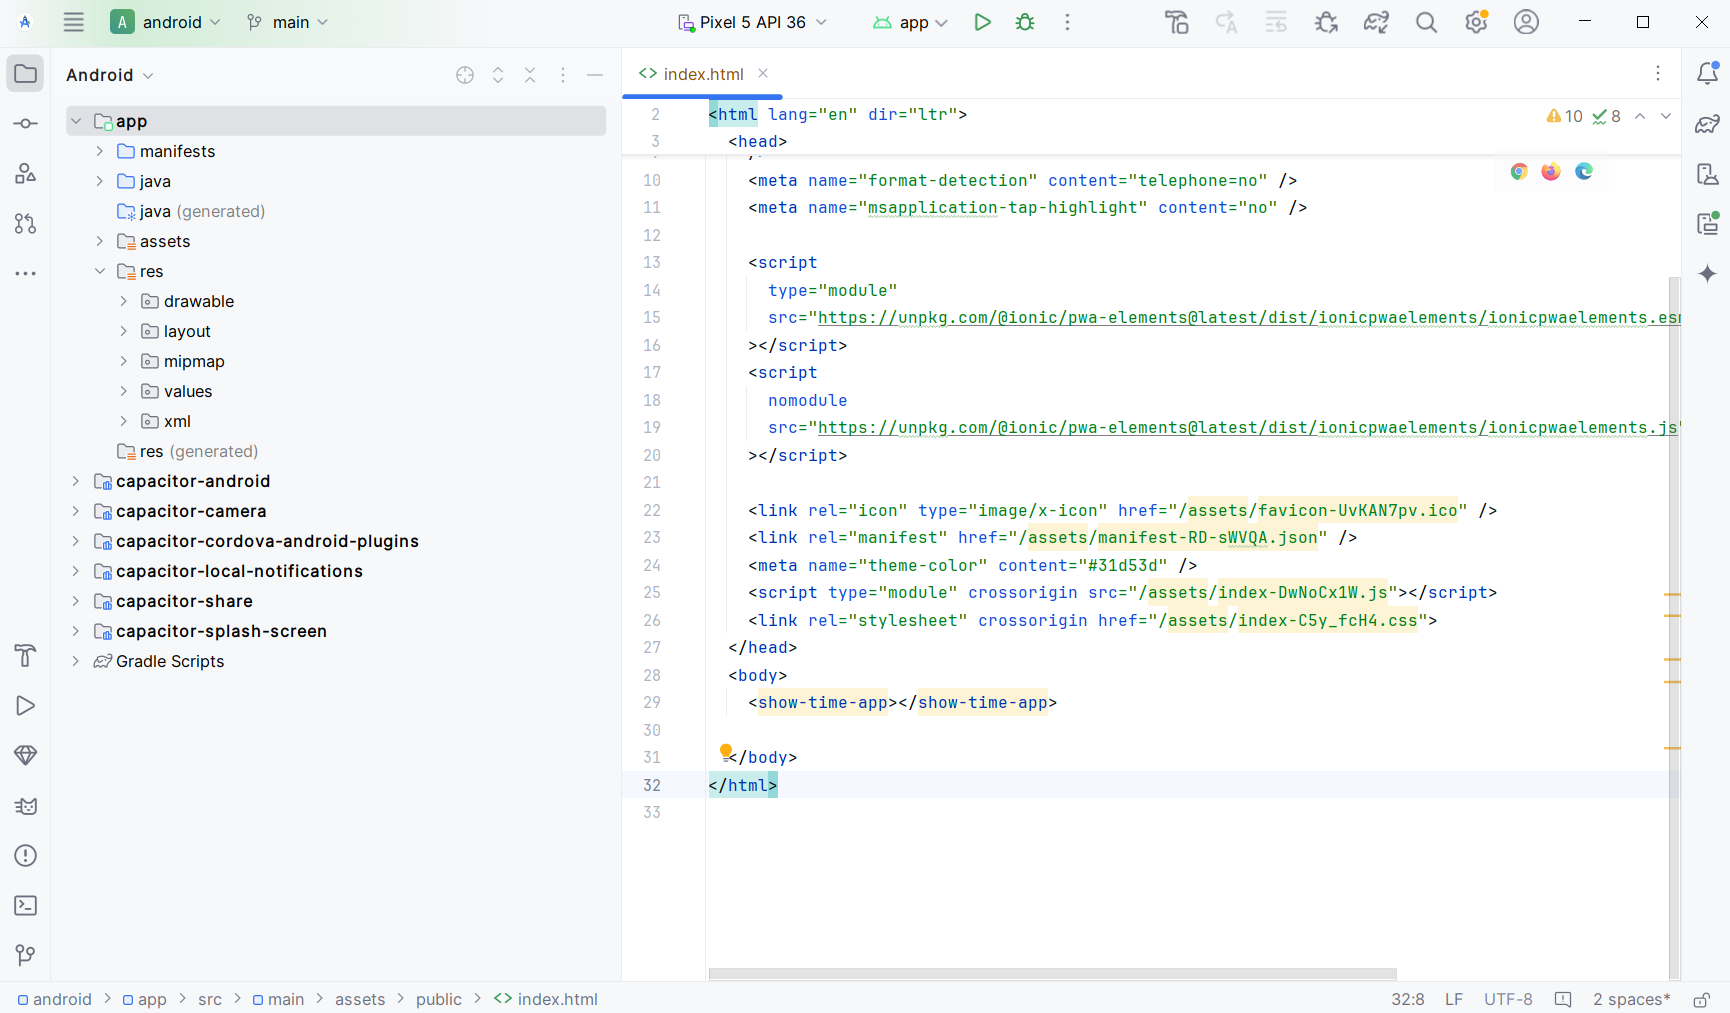 A android main Pixel 5 API 36 app
Android
index.html
app
manifests
java
java (generated)
assets
res
drawable
layout
mipmap
values
xml
res (generated)
capacitor-android
capacitor-camera
capacitor-cordova-android-plugins
capacitor-local-notifications
capacitor-share
capacitor-splash-screen
Gradle Scripts
10 8
2 <html lang="en" dir="ltr">
3 <head>
10 <meta name="format-detection" content="telephone=no" />
11 <meta name="msapplication-tap-highlight" content="no" />
12
13 <script
14 type="module"
15 src="https://unpkg.com/@ionic/pwa-elements@latest/dist/ionicpwaelements/ionicpwaelements.esm
16 ></script>
17 <script
18 nomodule
19 src="https://unpkg.com/@ionic/pwa-elements@latest/dist/ionicpwaelements/ionicpwaelements.js"
20 ></script>
21
22 <link rel="icon" type="image/x-icon" href="/assets/favicon-UvKAN7pv.ico" />
23 <link rel="manifest" href="/assets/manifest-RD-sWVQA.json" />
24 <meta name="theme-color" content="#31d53d" />
25 <script type="module" crossorigin src="/assets/index-DwNoCx1W.js"></script>
26 <link rel="stylesheet" crossorigin href="/assets/index-C5y_fcH4.css">
27 </head>
28 <body>
29 <show-time-app></show-time-app>
30
31 </body>
32 </html>
33
android > app > src > main > assets > public > index.html
32:8 LF UTF-8 2 spaces*